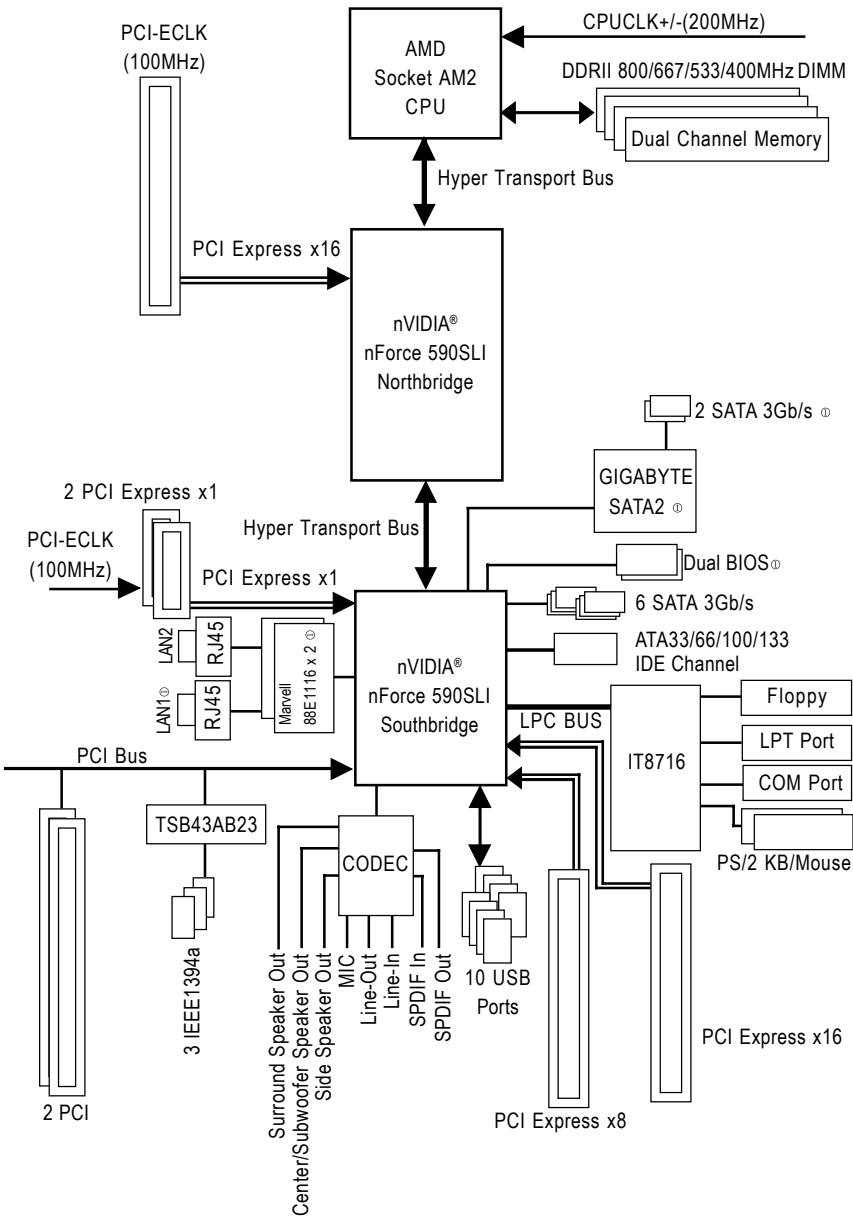 PCI-ECLK
(100MHz)
AMD
Socket AM2
CPU
CPUCLK+/-(200MHz)
DDRII 800/667/533/400MHz DIMM
Dual Channel Memory
Hyper Transport Bus
PCI Express x16
nVIDIA®
nForce 590SLI
Northbridge
2 SATA 3Gb/s ①
GIGABYTE
SATA2 ①
2 PCI Express x1
Hyper Transport Bus
PCI-ECLK
(100MHz)
PCI Express x1
Dual BIOS①
6 SATA 3Gb/s
ATA33/66/100/133
IDE Channel
LAN2
RJ45
LAN1①
RJ45
Marvell
88E1116 x 2 ①
nVIDIA®
nForce 590SLI
Southbridge
LPC BUS
IT8716
Floppy
LPT Port
COM Port
PS/2 KB/Mouse
PCI Bus
TSB43AB23
CODEC
3 IEEE1394a
2 PCI
Surround Speaker Out
Center/Subwoofer Speaker Out
Side Speaker Out
MIC
Line-Out
Line-In
SPDIF In
SPDIF Out
10 USB
Ports
PCI Express x8
PCI Express x16